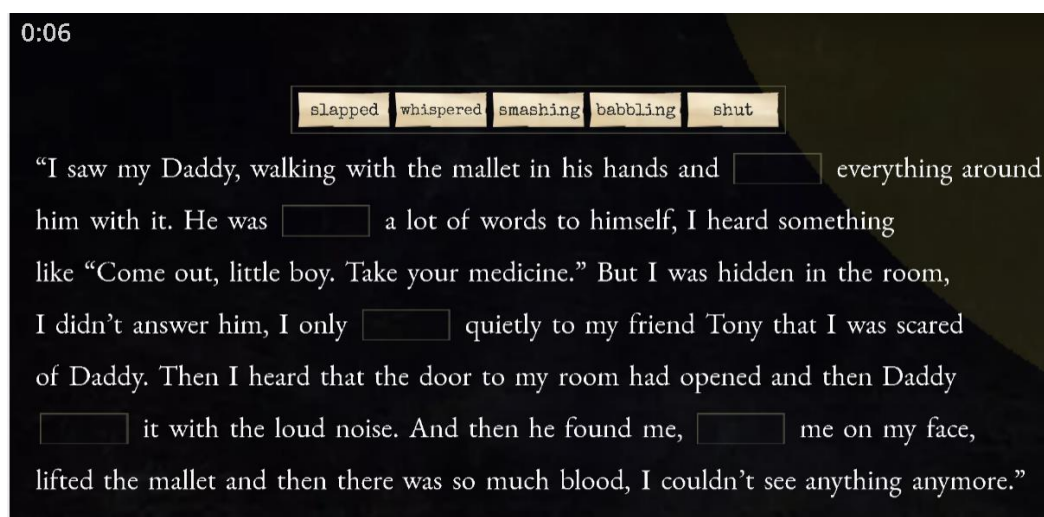 0:06
slapped whispered smashing babbling shut
“I saw my Daddy, walking with the mallet in his hands and everything around
him with it. He was a lot of words to himself, I heard something
like “Come out, little boy. Take your medicine.” But I was hidden in the room,
I didn’t answer him, I only quietly to my friend Tony that I was scared
of Daddy. Then I heard that the door to my room had opened and then Daddy
it with the loud noise. And then he found me, me on my face,
lifted the mallet and then there was so much blood, I couldn’t see anything anymore.”